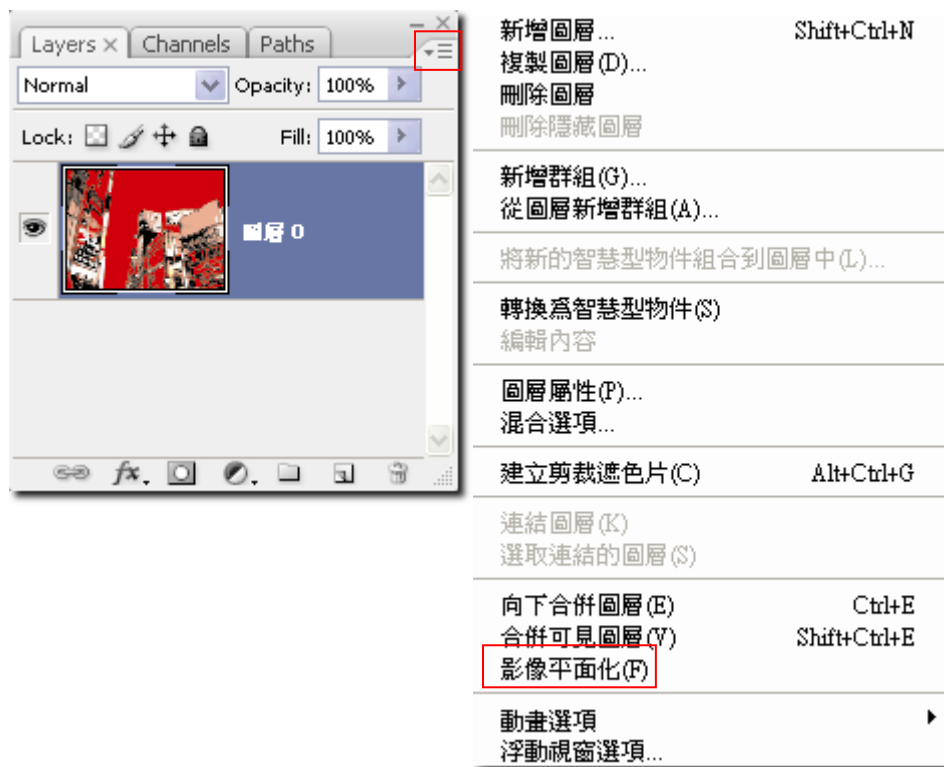 Layers × Channels Paths
Normal Opacity: 100%
Lock: Fill: 100%
圖層 0
fx.
新增圖層... Shift+Ctrl+N
複製圖層(D)...
刪除圖層
刪除隱藏圖層
新增群組(G)...
從圖層新增群組(A)...
將新的智慧型物件組合到圖層中(L)...
轉換為智慧型物件(S)
編輯內容
圖層屬性(P)...
混合選項...
建立剪裁遮色片(C) Alt+Ctrl+G
連結圖層(K)
選取連結的圖層(S)
向下合併圖層(E) Ctrl+E
合併可見圖層(V) Shift+Ctrl+E
影像平面化(F)
動畫選項
浮動視窗選項...